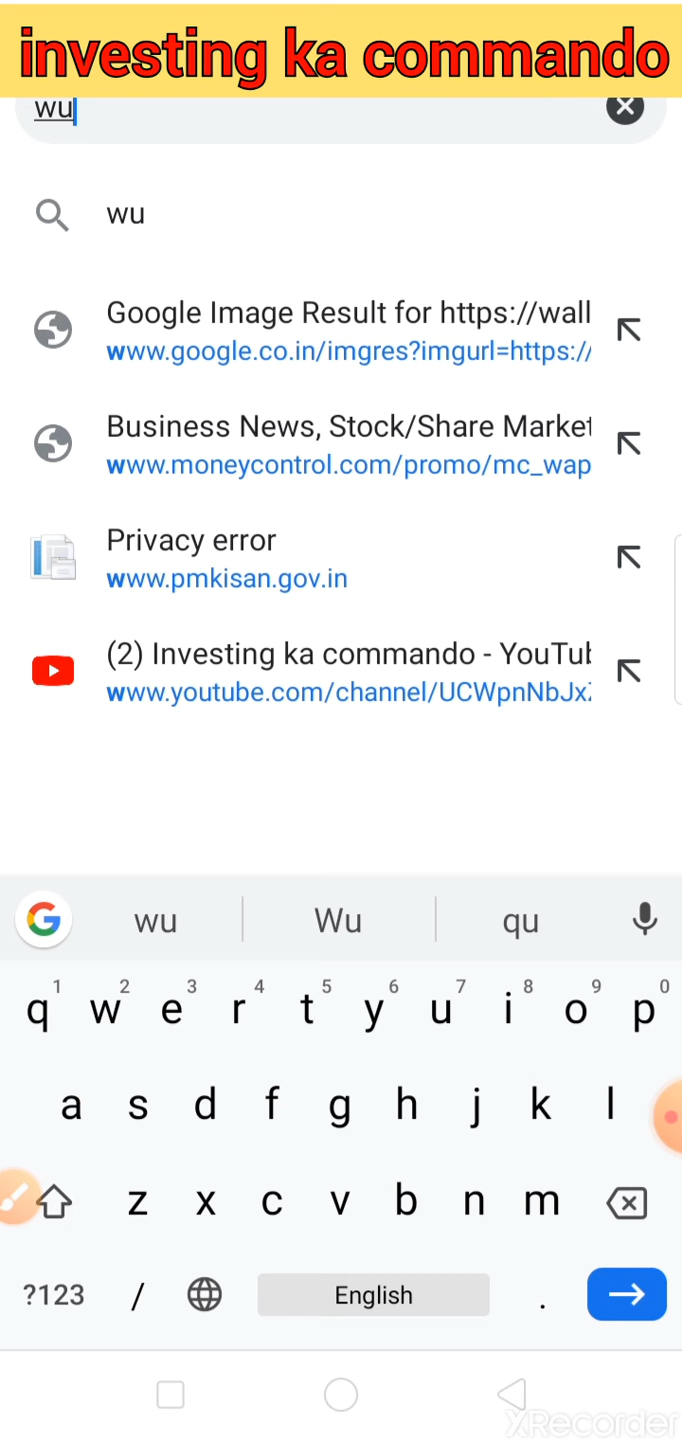 investing ka commando
wu
wu
Google Image Result for https://wall
www.google.co.in/imgres?imgurl=https://
Business News, Stock/Share Market
www.moneycontrol.com/promo/mc_wap
Privacy error
www.pmkisan.gov.in
(2) Investing ka commando - YouTub
www.youtube.com/channel/UCWpnNbJx
wu Wu qu
1 2 3 4 5 6 7 8 9 0
q w e r t y u i o p
a s d f g h j k l
z x c v b n m
?123 / English .
XRecorder